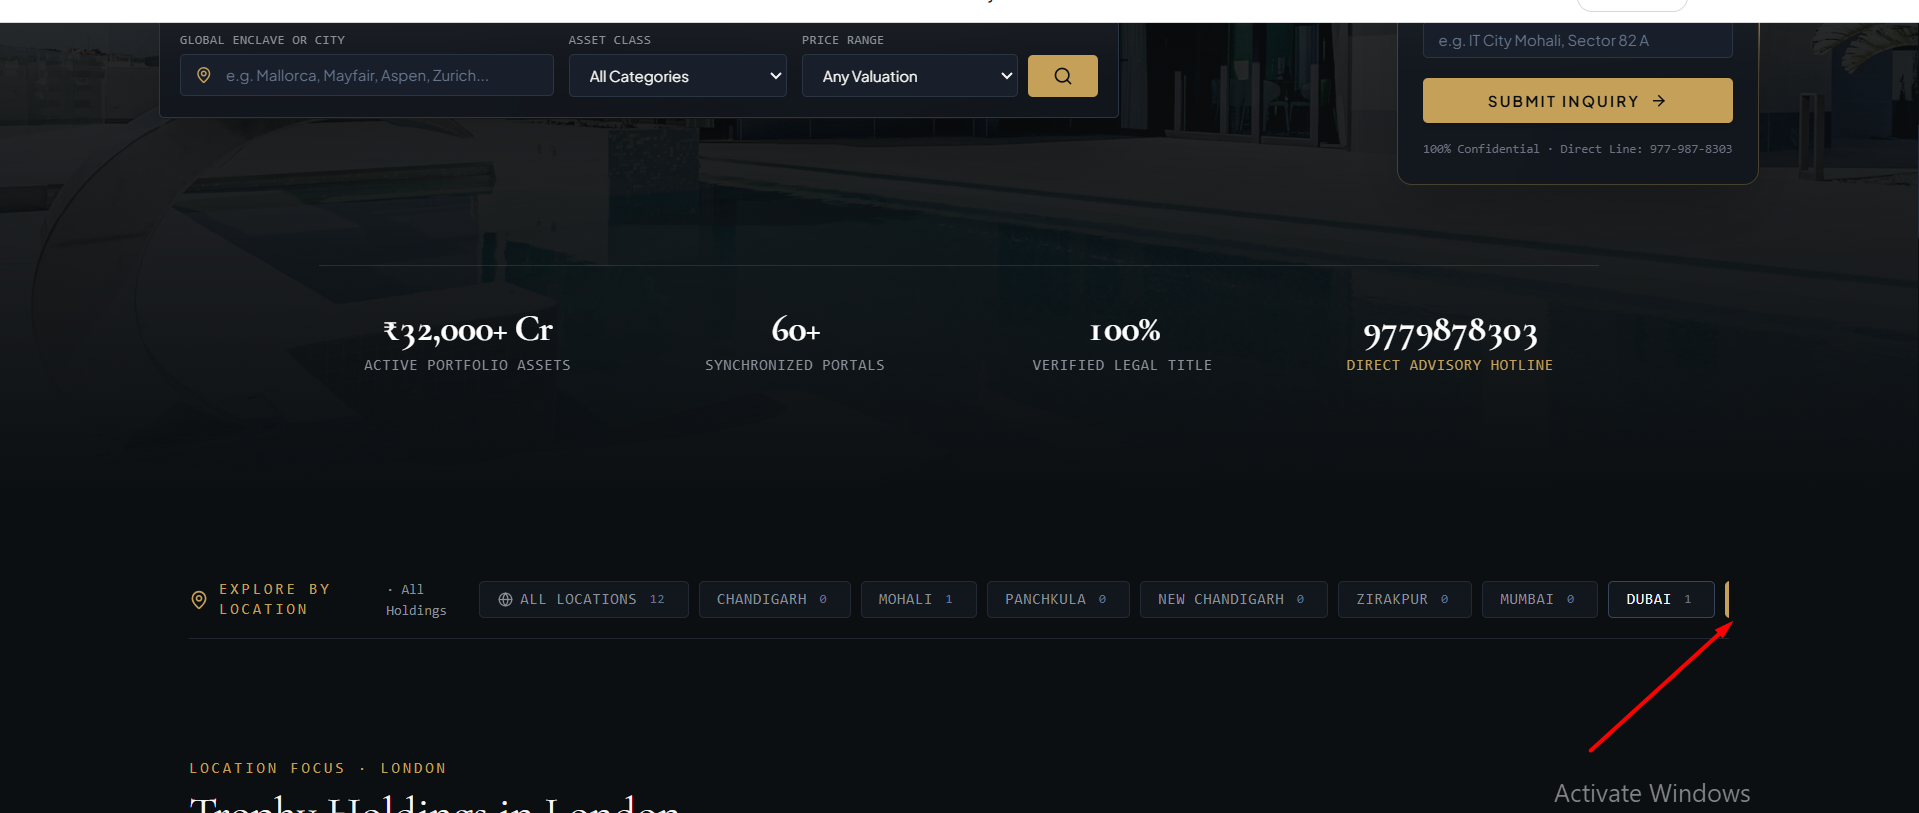 GLOBAL ENCLAVE OR CITY
ASSET CLASS
PRICE RANGE
e.g. Mallorca, Mayfair, Aspen, Zurich...
All Categories
Any Valuation
e.g. IT City Mohali, Sector 82 A
SUBMIT INQUIRY
100% Confidential · Direct Line: 977-987-8303
₹32,000+ Cr
ACTIVE PORTFOLIO ASSETS
60+
SYNCHRONIZED PORTALS
100%
VERIFIED LEGAL TITLE
9779878303
DIRECT ADVISORY HOTLINE
EXPLORE BY
LOCATION
· All
Holdings
ALL LOCATIONS 12
CHANDIGARH 0
MOHALI 1
PANCHKULA 0
NEW CHANDIGARH 0
ZIRAKPUR 0
MUMBAI 0
DUBAI 1
LOCATION FOCUS · LONDON
Trophy Holdings in London
Activate Windows